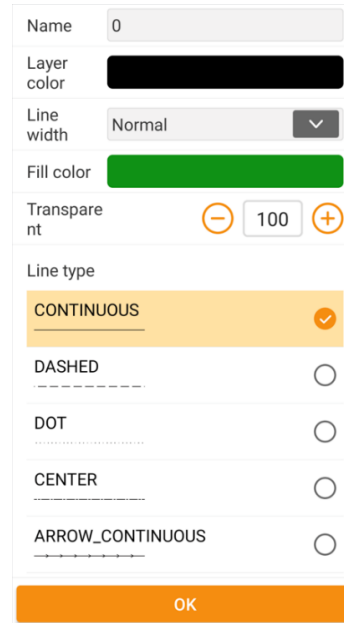 Name 0
Layer
color
Line
width Normal
Fill color
Transpare
nt 100
Line type
CONTINUOUS
DASHED
DOT
CENTER
ARROW_CONTINUOUS
OK